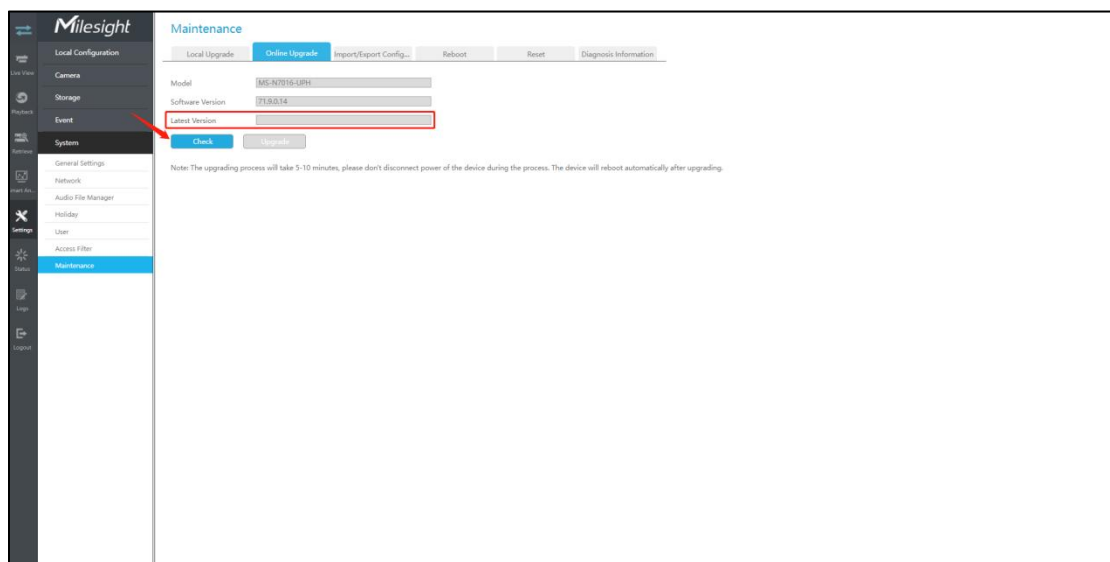 Milesight
Local Configuration
Live View
Camera
Storage
Playback
Event
Retrieve
System
General Settings
Network
Audio File Manager
Holiday
Settings
User
Access Filter
Status
Maintenance
Logs
Logout
Maintenance
Local Upgrade Online Upgrade Import/Export Config... Reboot Reset Diagnosis Information
Model MS-N7016-UPH
Software Version 71.9.0.14
Latest Version
Check Upgrade
Note: The upgrading process will take 5-10 minutes, please don't disconnect power of the device during the process. The device will reboot automatically after upgrading.